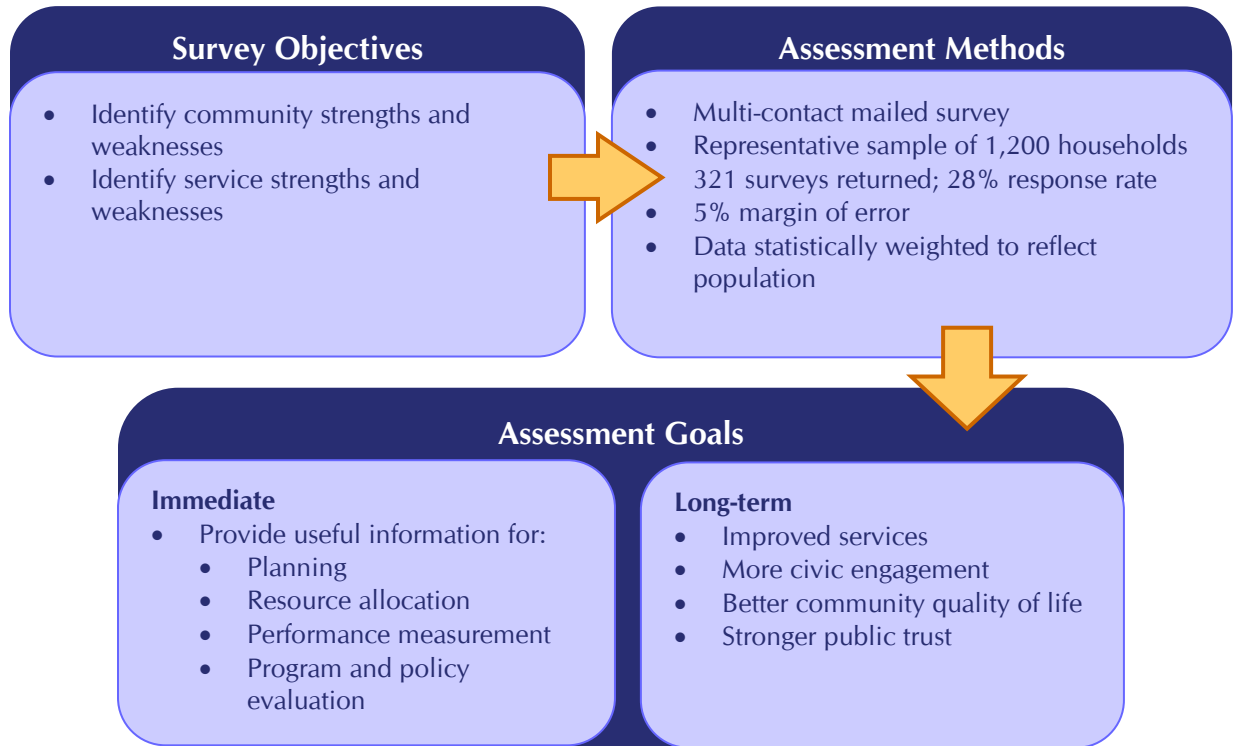 Survey Objectives
• Identify community strengths and
weaknesses
• Identify service strengths and
weaknesses
Assessment Methods
• Multi-contact mailed survey
• Representative sample of 1,200 households
321 surveys returned; 28% response rate
• 5% margin of error
• Data statistically weighted to reflect
population
Assessment Goals
Immediate
• Provide useful information for:
• Planning
• Resource allocation
• Performance measurement
• Program and policy
evaluation
Long-term
• Improved services
• More civic engagement
• Better community quality of life
• Stronger public trust